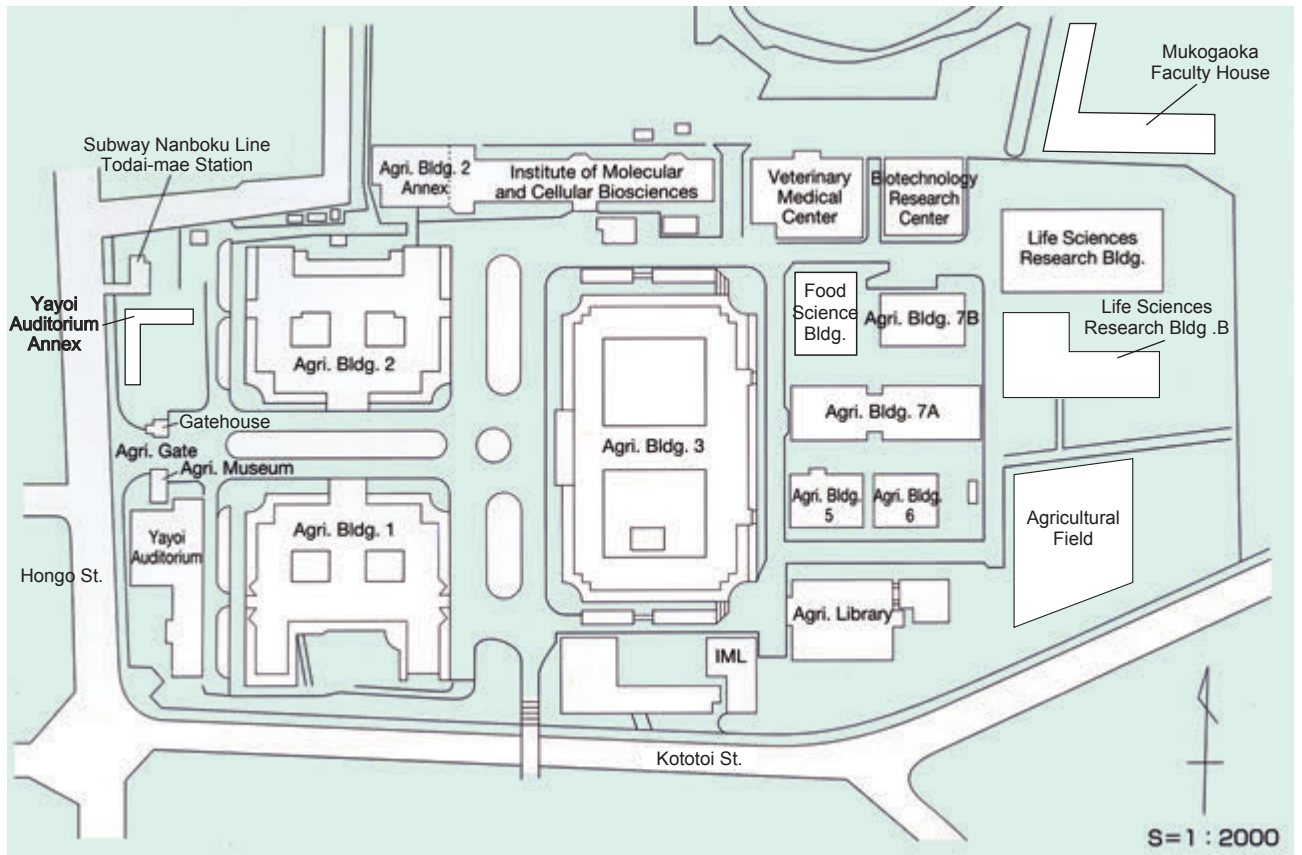 Mukogaoka
Faculty House
Subway Nanboku Line
Todai-mae Station
Agri. Bldg. 2
Annex
Institute of Molecular
and Cellular Biosciences
Veterinary
Medical
Center
Biotechnology
Research
Center
Life Sciences
Research Bldg.
Yayoi
Auditorium
Annex
Agri. Bldg. 2
Food
Science
Bldg.
Agri. Bldg. 7B
Life Sciences
Research Bldg .B
Gatehouse
Agri. Gate
Agri. Museum
Agri. Bldg. 3
Agri. Bldg. 7A
Agri. Bldg.
5
Agri. Bldg.
6
Agricultural
Field
Yayoi
Auditorium
Agri. Bldg. 1
Hongo St.
Agri. Library
IML
Kototoi St.
S=1 : 2000